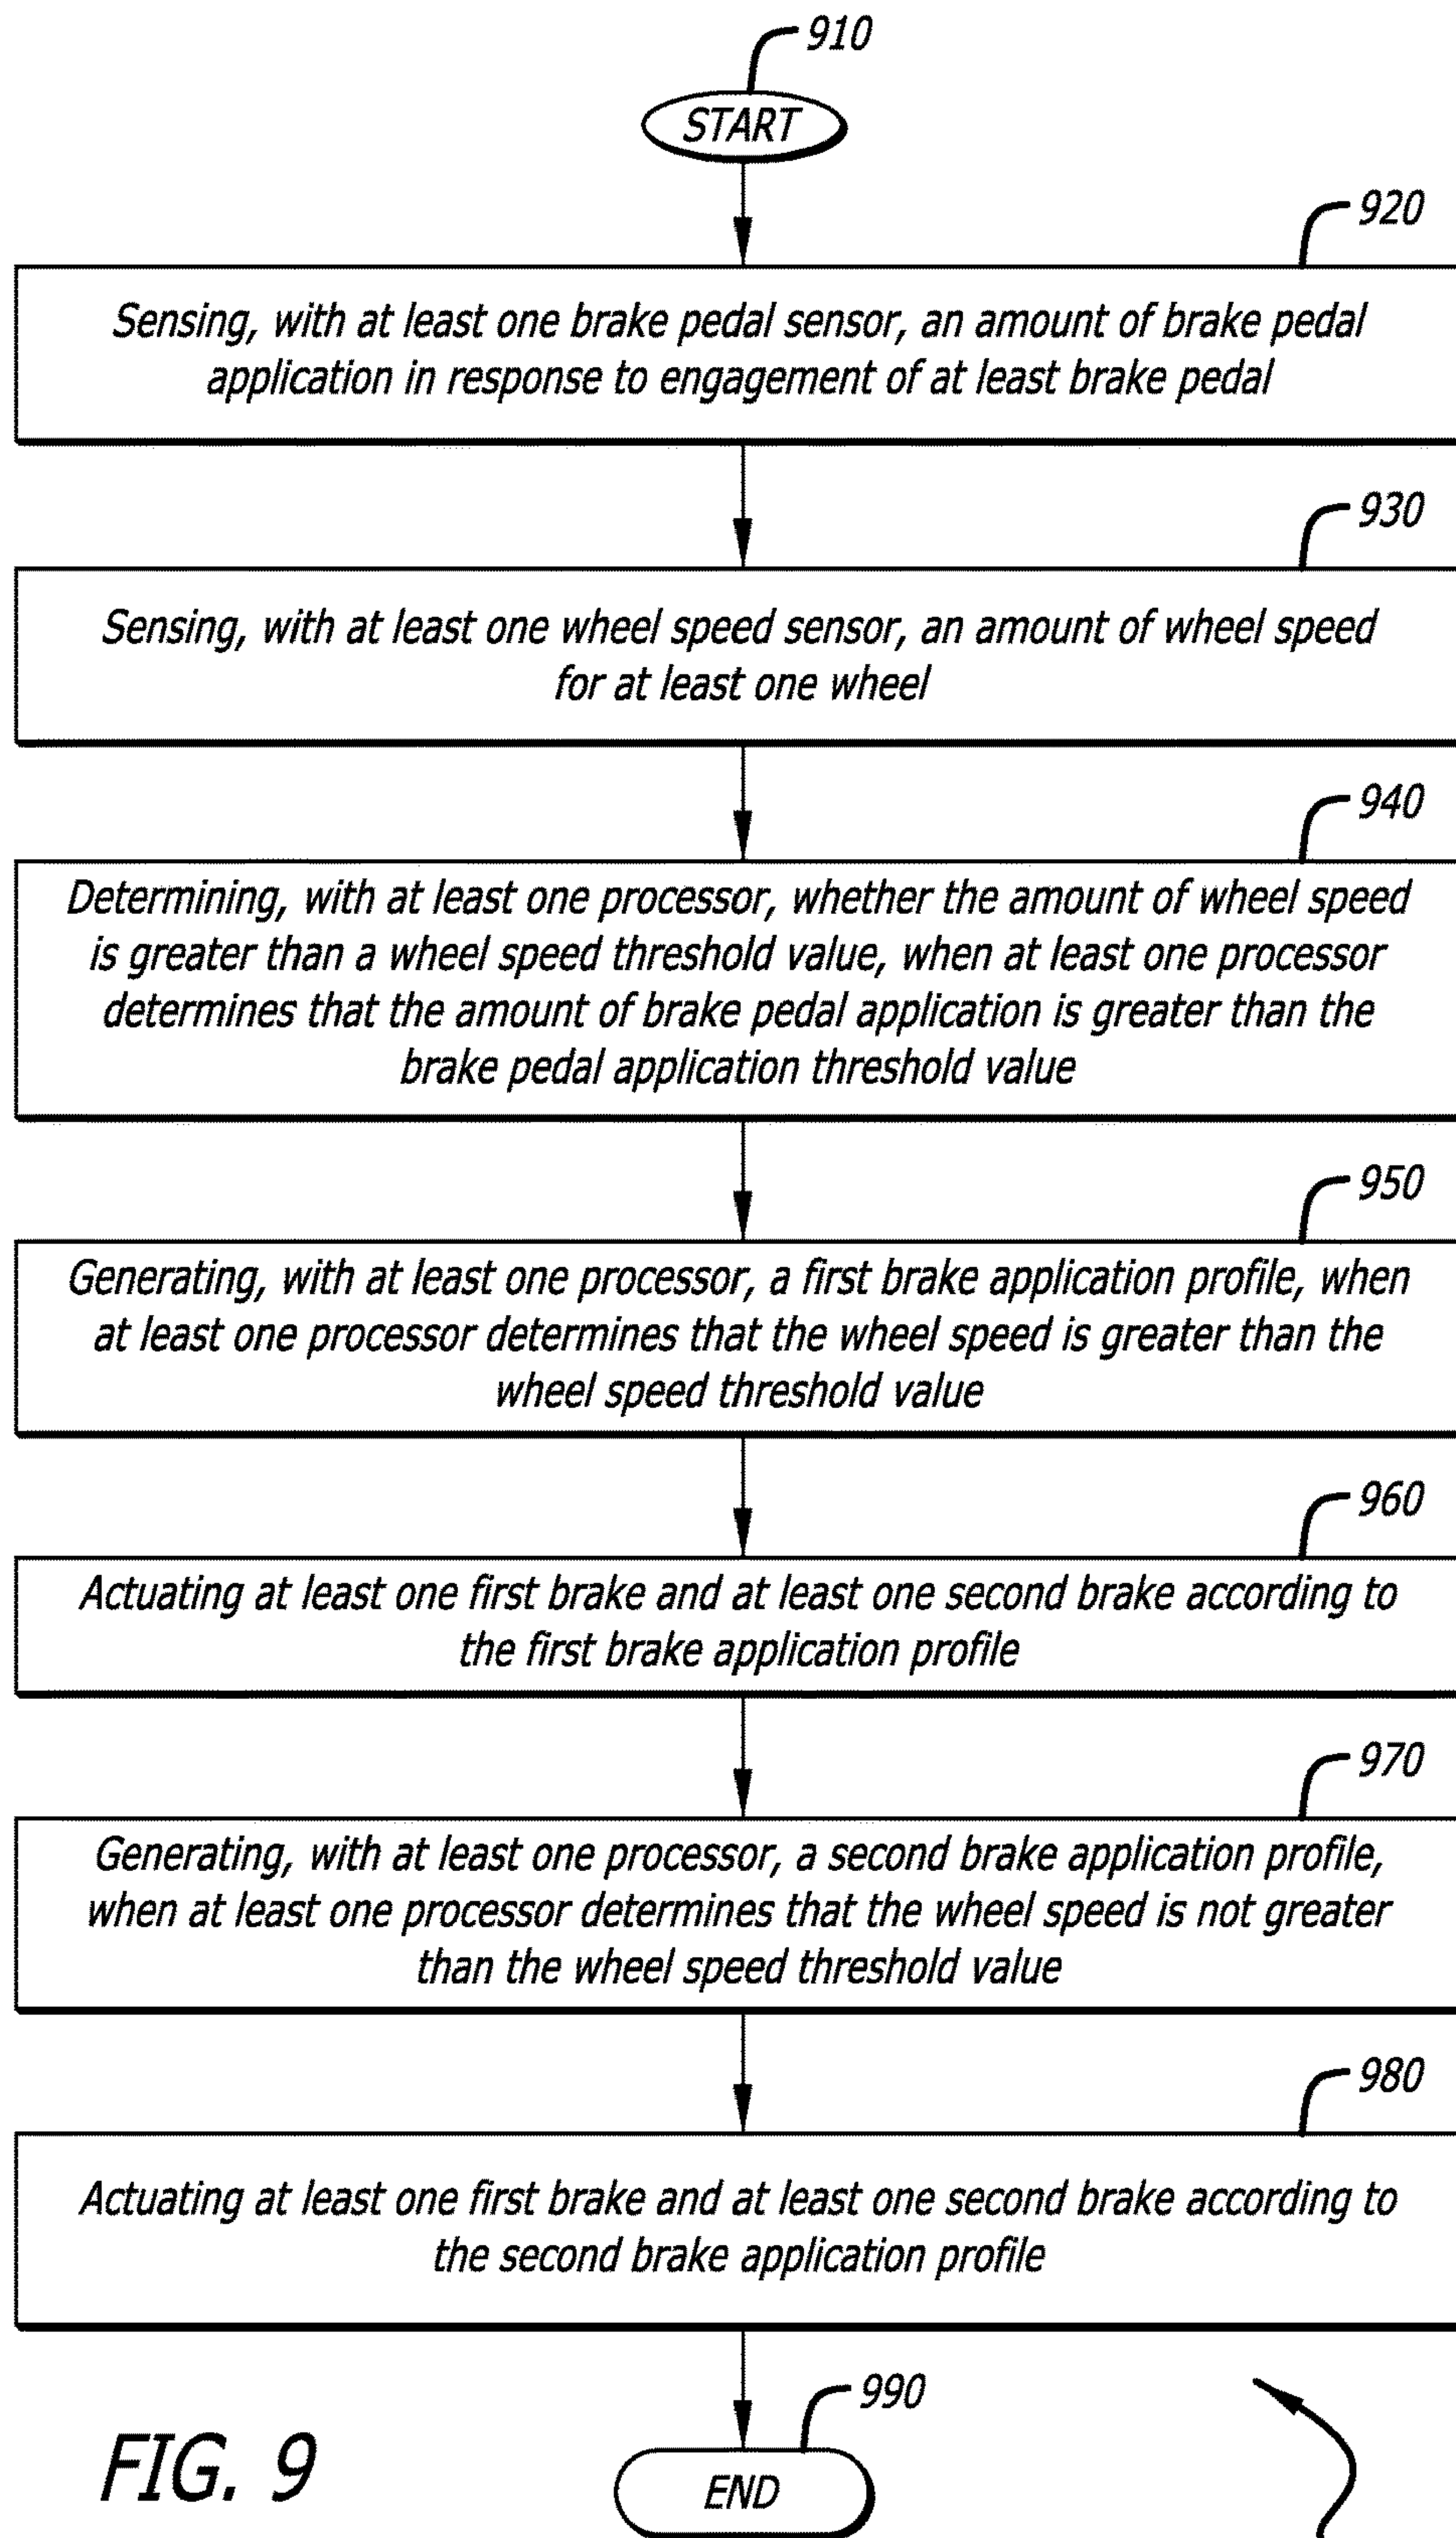 910
START
920
Sensing, with at least one brake pedal sensor, an amount of brake pedal
application in response to engagement of at least brake pedal
930
Sensing, with at least one wheel speed sensor, an amount of wheel speed
for at least one wheel
940
Determining, with at least one processor, whether the amount of wheel speed
is greater than a wheel speed threshold value, when at least one processor
determines that the amount of brake pedal application is greater than the
brake pedal application threshold value
950
Generating, with at least one processor, a first brake application profile, when
at least one processor determines that the wheel speed is greater than the
wheel speed threshold value
960
Actuating at least one first brake and at least one second brake according to
the first brake application profile
970
Generating, with at least one processor, a second brake application profile,
when at least one processor determines that the wheel speed is not greater
than the wheel speed threshold value
980
Actuating at least one first brake and at least one second brake according to
the second brake application profile
990
END
FIG. 9